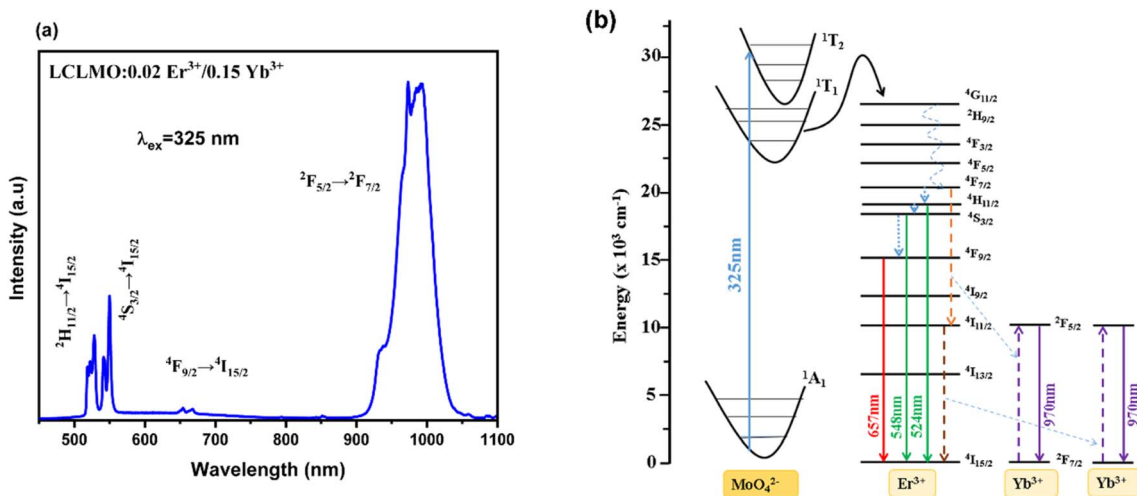 (a)
LCLMO:0.02 Er³⁺/0.15 Yb³⁺
λex=325 nm
²F5/2→²F7/2
²H11/2→⁴I15/2
⁴S3/2→⁴I15/2
⁴F9/2→⁴I15/2
Intensity (a.u)
450 500 600 700 800 900 1000 1100
Wavelength (nm)
(b)
Energy (x 10³ cm⁻¹)
30
25
20
15
10
5
0
¹T2
¹T1
¹A1
325nm
⁴G11/2
²H9/2
⁴F3/2
⁴F5/2
⁴F7/2
⁴H11/2
⁴S3/2
⁴F9/2
⁴I9/2
⁴I11/2
⁴I13/2
⁴I15/2
657nm
548nm
524nm
²F5/2
²F7/2
970nm
970nm
MoO₄²⁻
Er³⁺
Yb³⁺
Yb³⁺